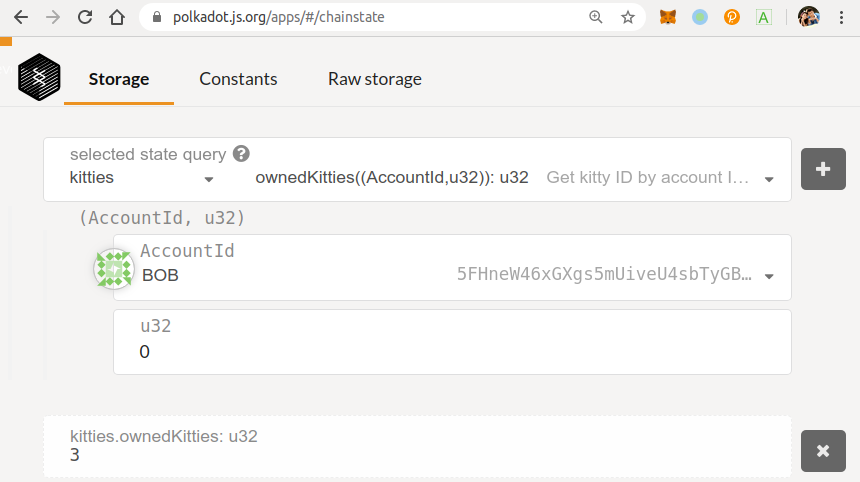 polkadot.js.org/apps/#/chainstate
Storage Constants Raw storage
selected state query ?
kitties ownedKitties((AccountId,u32)): u32 Get kitty ID by account I…
(AccountId, u32)
AccountId
BOB 5FHneW46xGXgs5mUiveU4sbTyGB…
u32
0
kitties.ownedKitties: u32
3